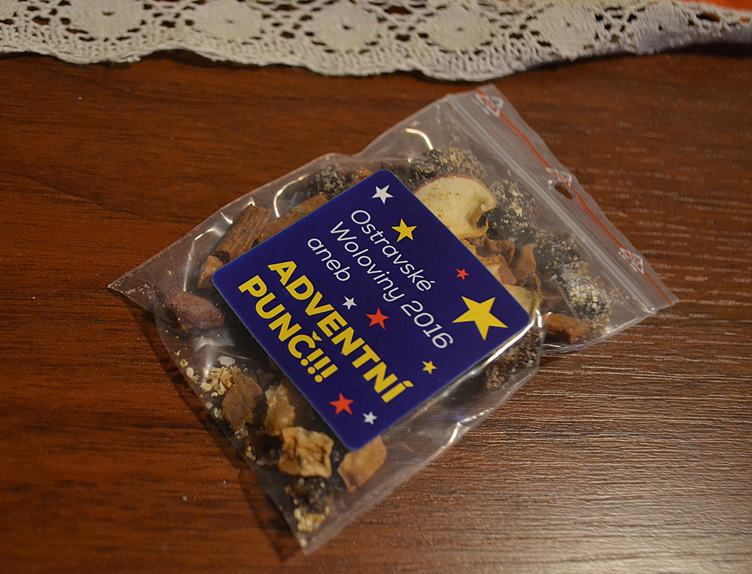 Ostravské
Woloviny 2016
aneb
ADVENTNÍ
PUNČ!!!